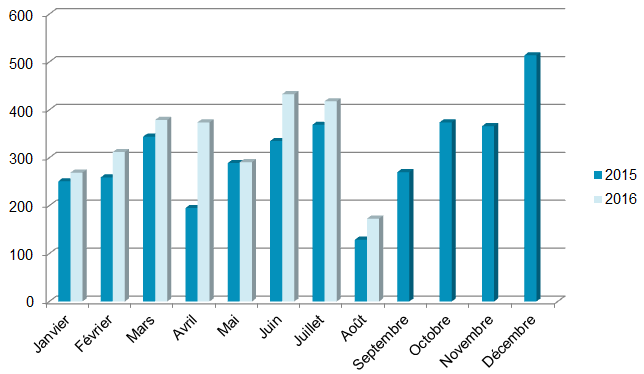 600
500
400
300
200
100
0
Janvier
Février
Mars
Avril
Mai
Juin
Juillet
Août
Septembre
Octobre
Novembre
Décembre
2015
2016